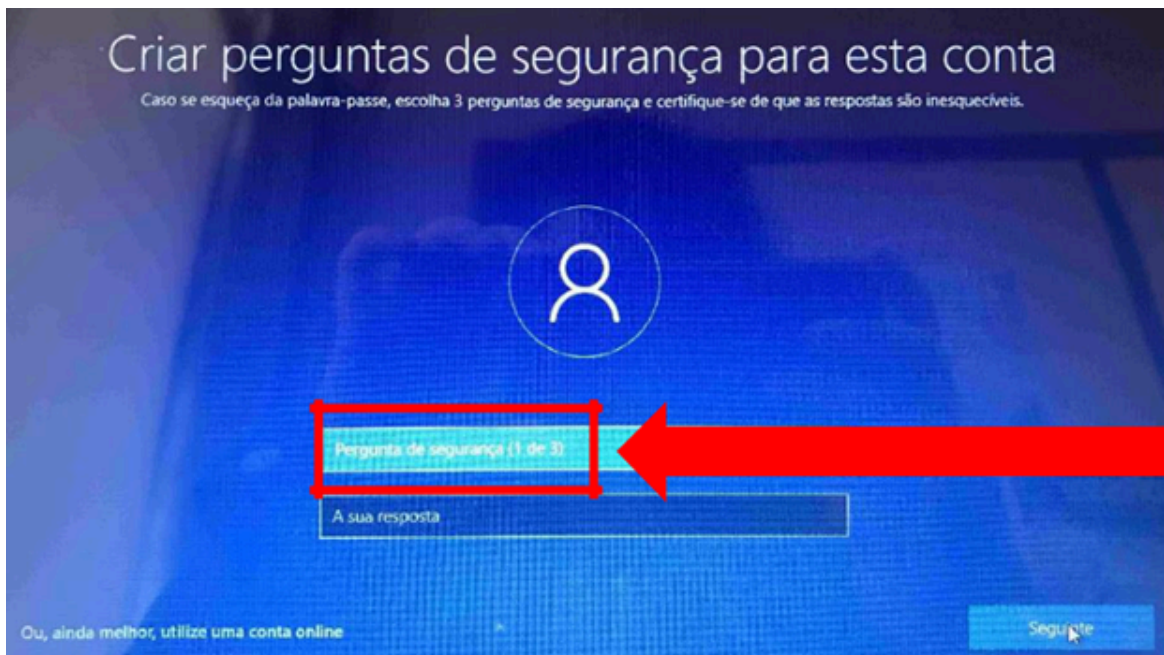 Criar perguntas de segurança para esta conta
Caso se esqueça da palavra-passe, escolha 3 perguntas de segurança e certifique-se de que as respostas são inesquecíveis.
Pergunta de segurança (1 de 3)
A sua resposta
Ou, ainda melhor, utilize uma conta online
Seguinte